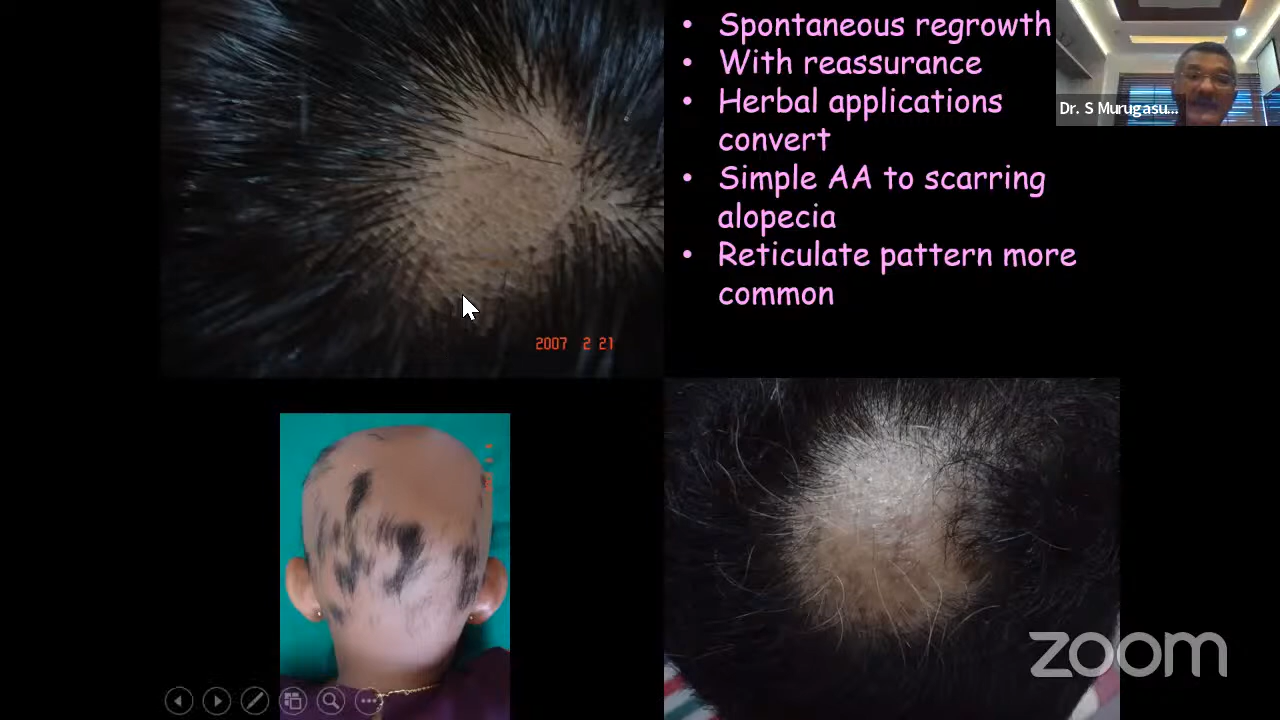 • Spontaneous regrowth
• With reassurance
• Herbal applications
convert
• Simple AA to scarring
alopecia
• Reticulate pattern more
common
Dr. S Murugasu...
2007 2 21
zoom